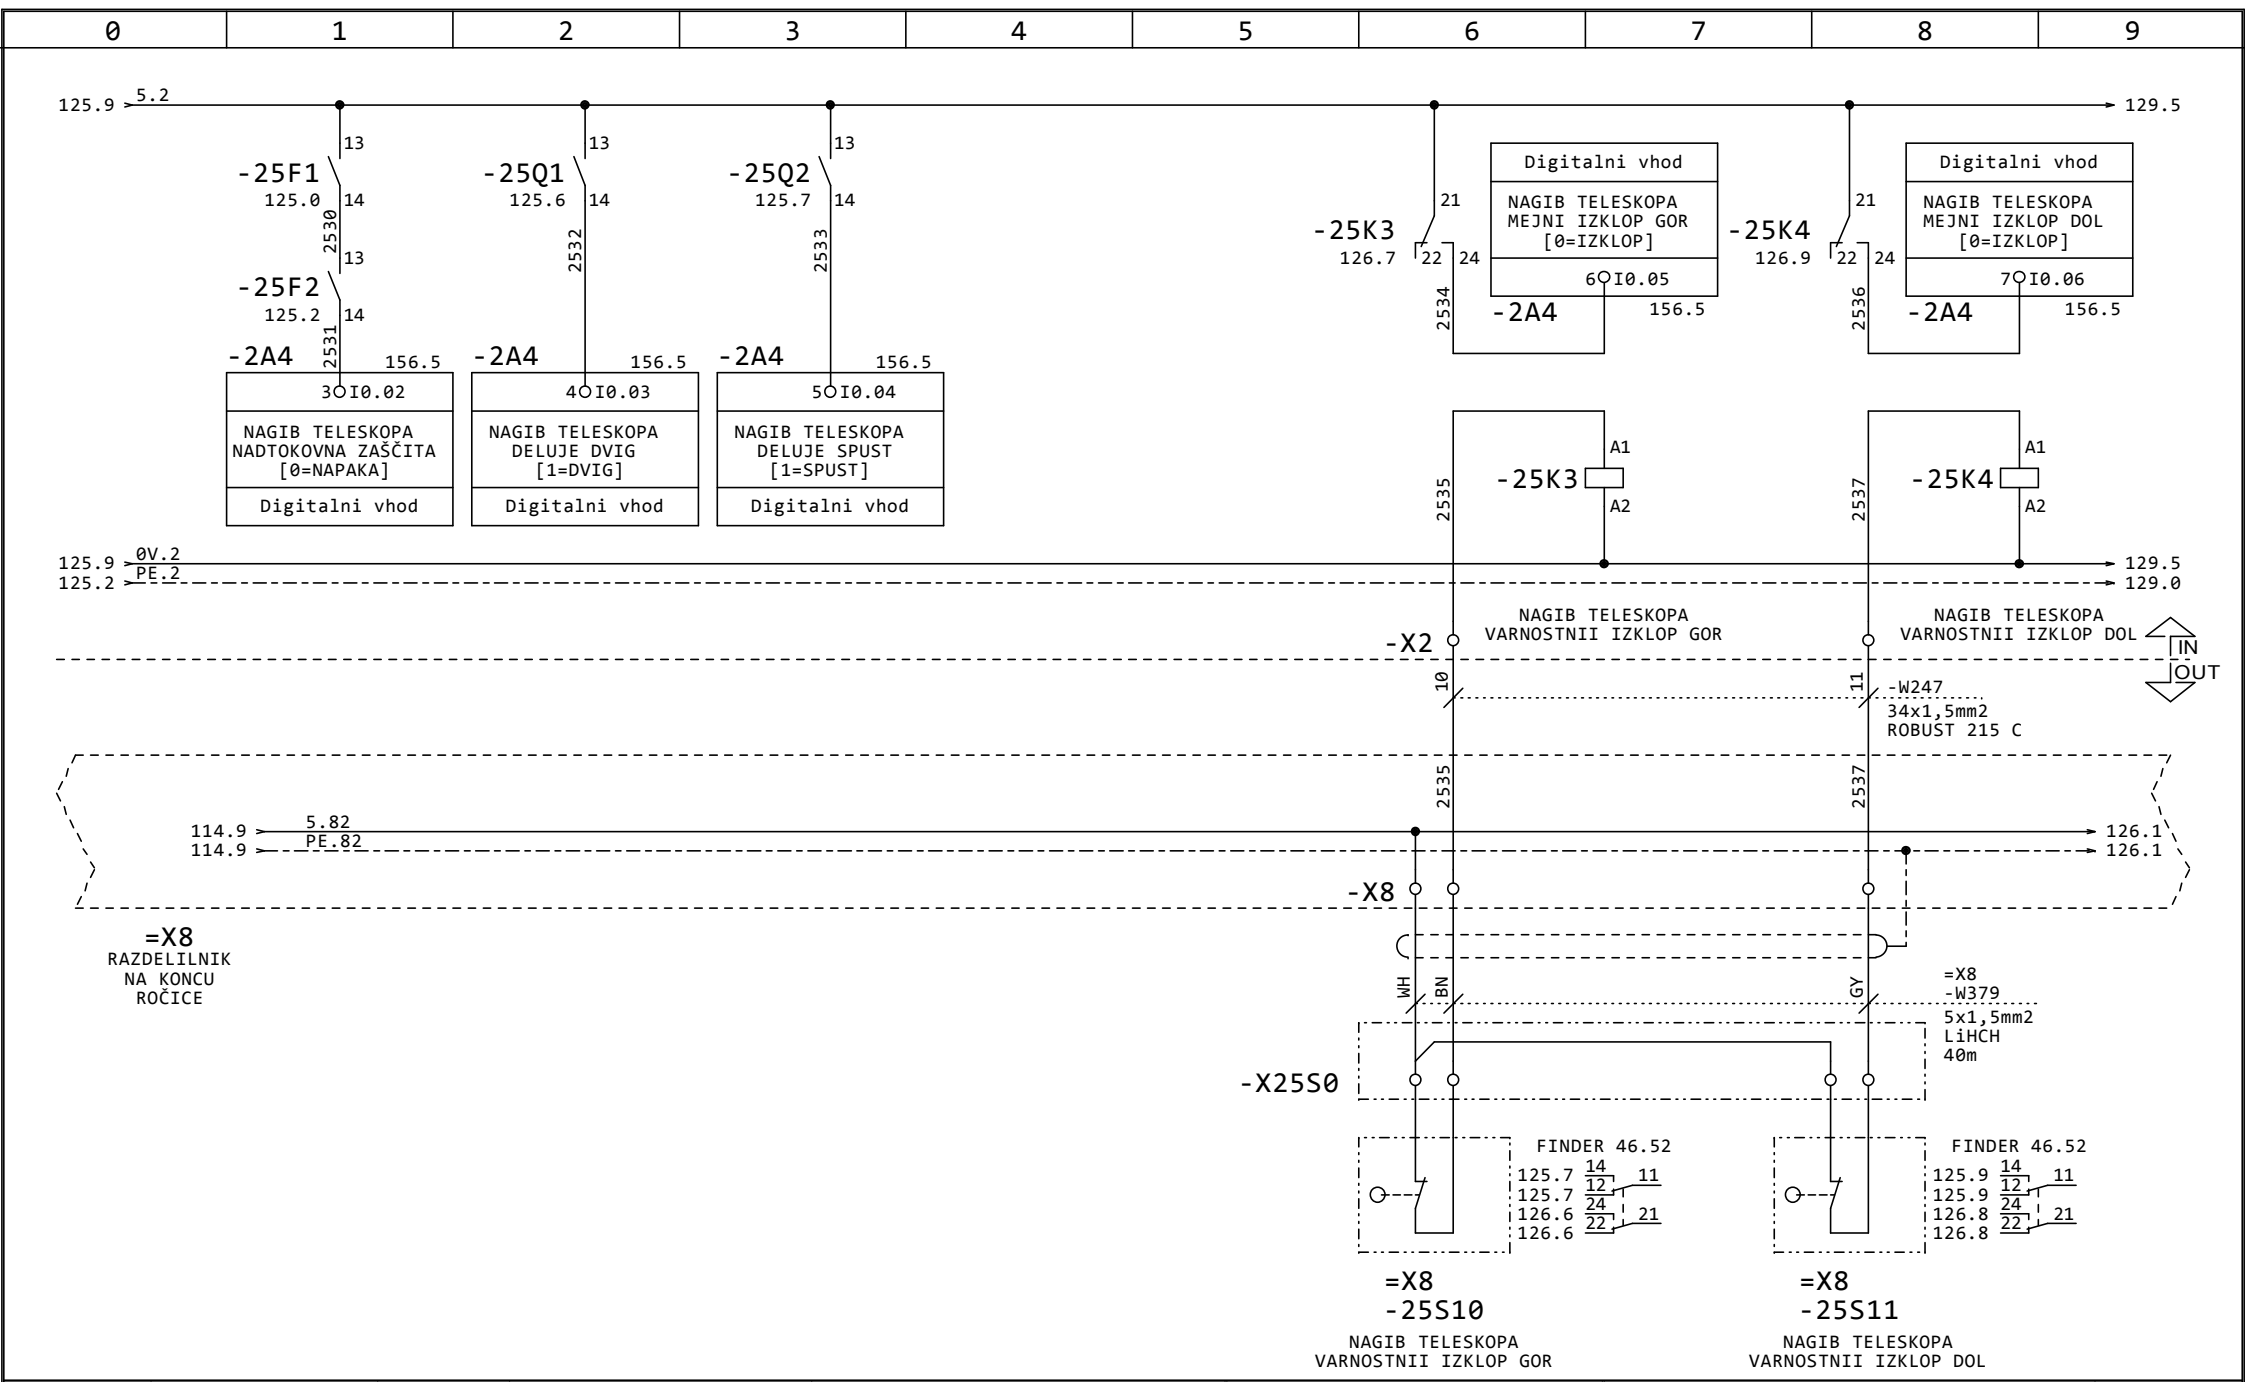 0 1 2 3 4 5 6 7 8 9
125.9 5.2 129.5
13 13 13
-25F1 -25Q1 -25Q2
125.0 14 125.6 14 125.7 14
2530 2532 2533
13
-25F2
125.2 14
2531
-2A4 156.5 -2A4 156.5 -2A4 156.5
3 I0.02 4 I0.03 5 I0.04
NAGIB TELESKOPA
NADTOKOVNA ZAŠČITA
[0=NAPAKA]
Digitalni vhod
NAGIB TELESKOPA
DELUJE DVIG
[1=DVIG]
Digitalni vhod
NAGIB TELESKOPA
DELUJE SPUST
[1=SPUST]
Digitalni vhod
21
-25K3
126.7 22 24
2534
Digitalni vhod
NAGIB TELESKOPA
MEJNI IZKLOP GOR
[0=IZKLOP]
6 I0.05
-2A4 156.5
21
-25K4
126.9 22 24
2536
Digitalni vhod
NAGIB TELESKOPA
MEJNI IZKLOP DOL
[0=IZKLOP]
7 I0.06
-2A4 156.5
A1 A1
2535 -25K3 2537 -25K4
A2 A2
125.9 0V.2 129.5
125.2 PE.2 129.0
NAGIB TELESKOPA
VARNOSTNII IZKLOP GOR
NAGIB TELESKOPA
VARNOSTNII IZKLOP DOL
-X2
IN
OUT
10 11
-W247
34x1,5mm2
ROBUST 215 C
2535 2537
114.9 5.82 126.1
114.9 PE.82 126.1
-X8
=X8
RAZDELILNIK
NA KONCU
ROČICE
WH BN GY
=X8
-W379
5x1,5mm2
LiHCH
40m
-X25S0
FINDER 46.52
125.7 14 11
125.7 12
126.6 24 21
126.6 22
FINDER 46.52
125.9 14 11
125.9 12
126.8 24 21
126.8 22
=X8
-25S10
NAGIB TELESKOPA
VARNOSTNII IZKLOP GOR
=X8
-25S11
NAGIB TELESKOPA
VARNOSTNII IZKLOP DOL